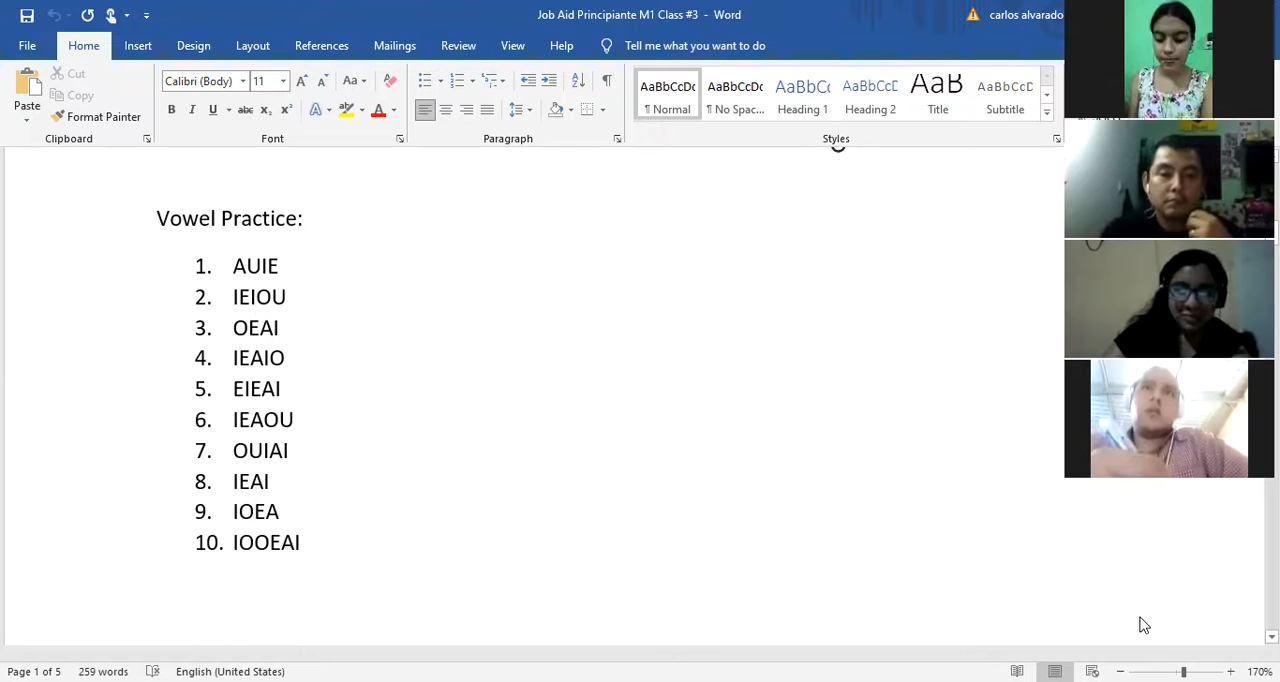 Job Aid Principiante M1 Class #3 - Word
carlos alvarado
File Home Insert Design Layout References Mailings Review View Help Tell me what you want to do
Paste
Cut
Copy
Format Painter
Clipboard
Calibri (Body) 11
Font
Paragraph
AaBbCcDc AaBbCcDc AaBbCc AaBbCcD AaB AaBbCcD
¶ Normal ¶ No Spac... Heading 1 Heading 2 Title Subtitle
Styles
Vowel Practice:
1. AUIE
2. IEIOU
3. OEAI
4. IEAIO
5. EIEAI
6. IEAOU
7. OUIAI
8. IEAI
9. IOEA
10. IOOEAI
Page 1 of 5 259 words English (United States) 170%